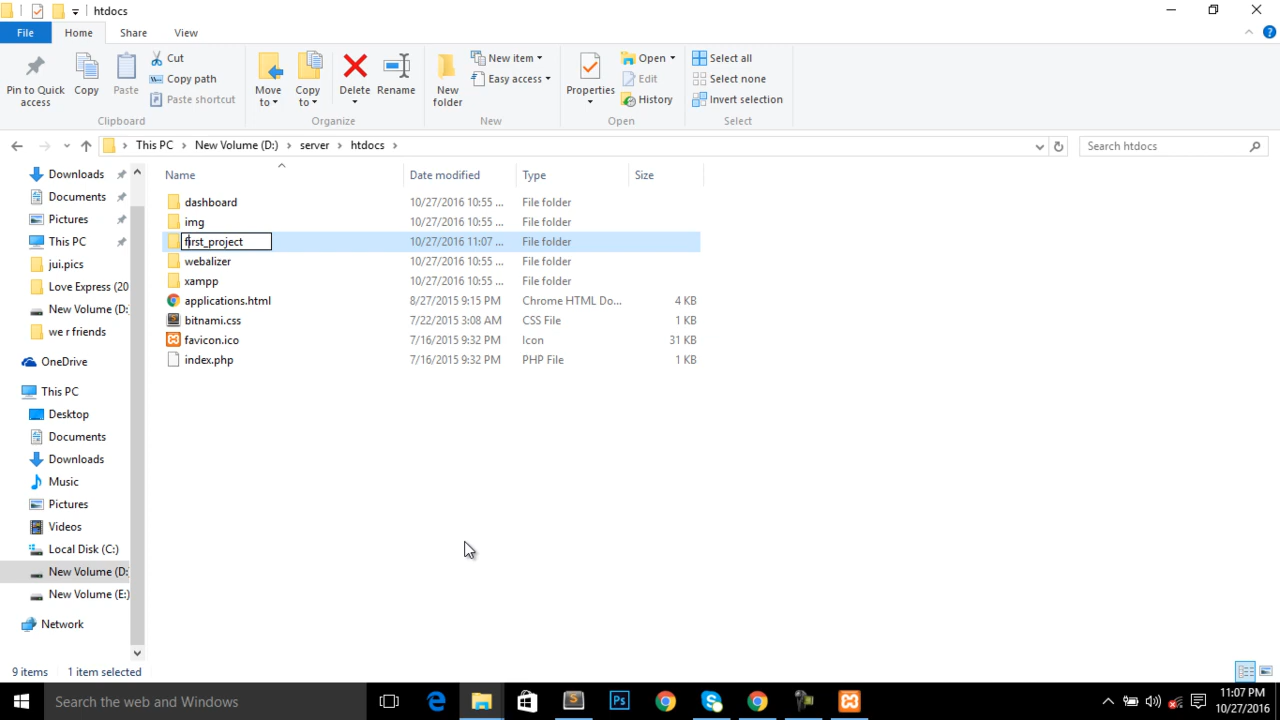 htdocs
File Home Share View
Pin to Quick access
Copy
Paste
Cut
Copy path
Paste shortcut
Move to
Copy to
Delete
Rename
New folder
New item
Easy access
Properties
Open
Edit
History
Select all
Select none
Invert selection
Clipboard Organize New Open Select
This PC New Volume (D:) server htdocs
Search htdocs
Name Date modified Type Size
dashboard 10/27/2016 10:55 ... File folder
img 10/27/2016 10:55 ... File folder
first_project 10/27/2016 11:07 ... File folder
webalizer 10/27/2016 10:55 ... File folder
xampp 10/27/2016 10:55 ... File folder
applications.html 8/27/2015 9:15 PM Chrome HTML Do... 4 KB
bitnami.css 7/22/2015 3:08 AM CSS File 1 KB
favicon.ico 7/16/2015 9:32 PM Icon 31 KB
index.php 7/16/2015 9:32 PM PHP File 1 KB
Downloads
Documents
Pictures
This PC
jui.pics
Love Express (20
New Volume (D:
we r friends
OneDrive
This PC
Desktop
Documents
Downloads
Music
Pictures
Videos
Local Disk (C:)
New Volume (D:
New Volume (E:)
Network
9 items 1 item selected
Search the web and Windows
11:07 PM
10/27/2016